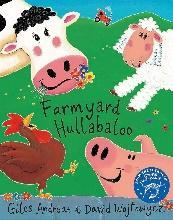 Farmyard
Hullabaloo
Giles Andreae & David Wojtowycz